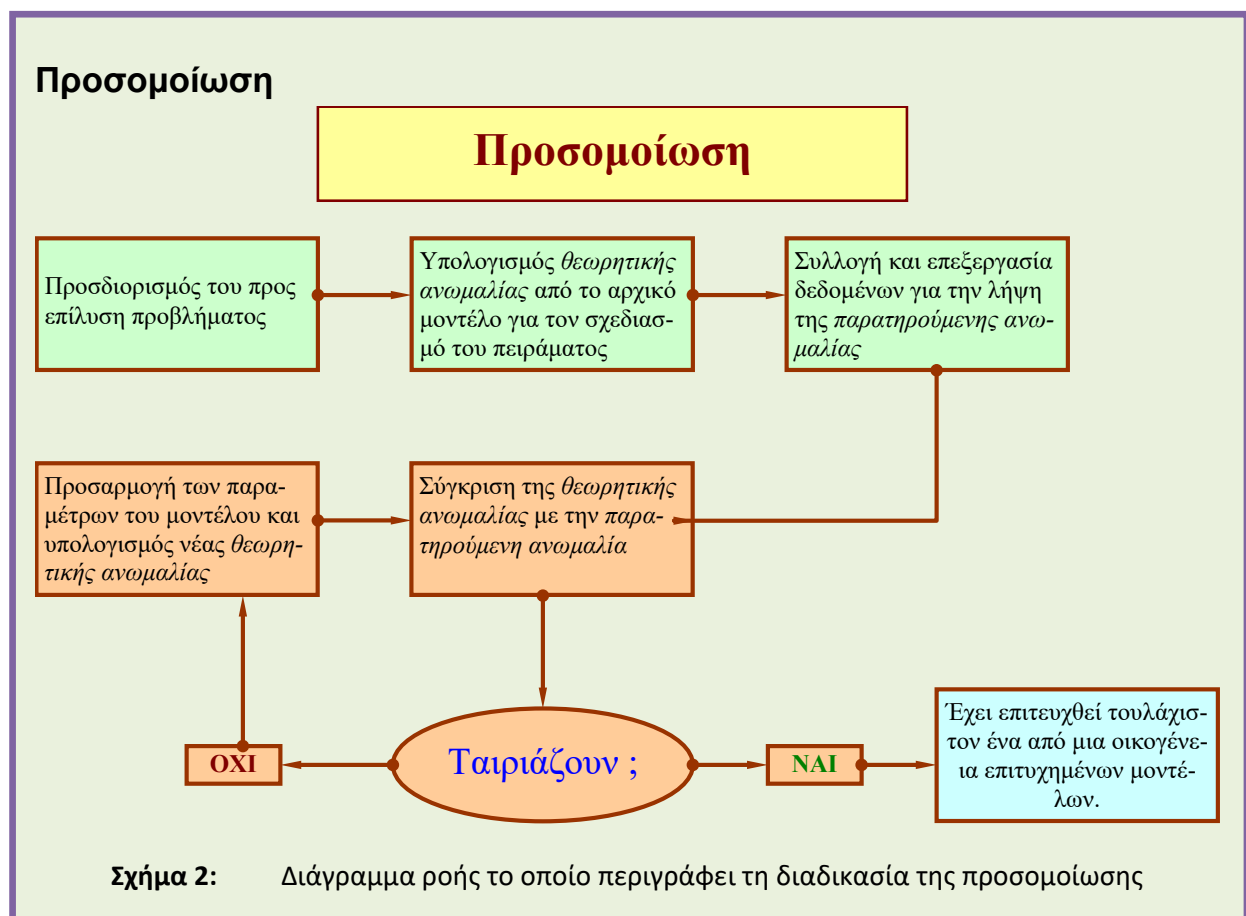 Προσομοίωση
Προσομοίωση
Προσδιορισμός του προς
επίλυση προβλήματος
Υπολογισμός θεωρητικής
ανωμαλίας από το αρχικό
μοντέλο για τον σχεδιασ-
μό του πειράματος
Συλλογή και επεξεργασία
δεδομένων για την λήψη
της παρατηρούμενης ανω-
μαλίας
Προσαρμογή των παρα-
μέτρων του μοντέλου και
υπολογισμός νέας θεωρη-
τικής ανωμαλίας
Σύγκριση της θεωρητικής
ανωμαλίας με την παρα-
τηρούμενη ανωμαλία
Ταιριάζουν ;
ΟΧΙ
ΝΑΙ
Έχει επιτευχθεί τουλάχισ-
τον ένα από μια οικογένε-
ια επιτυχημένων μοντέ-
λων.
Σχήμα 2: Διάγραμμα ροής το οποίο περιγράφει τη διαδικασία της προσομοίωσης